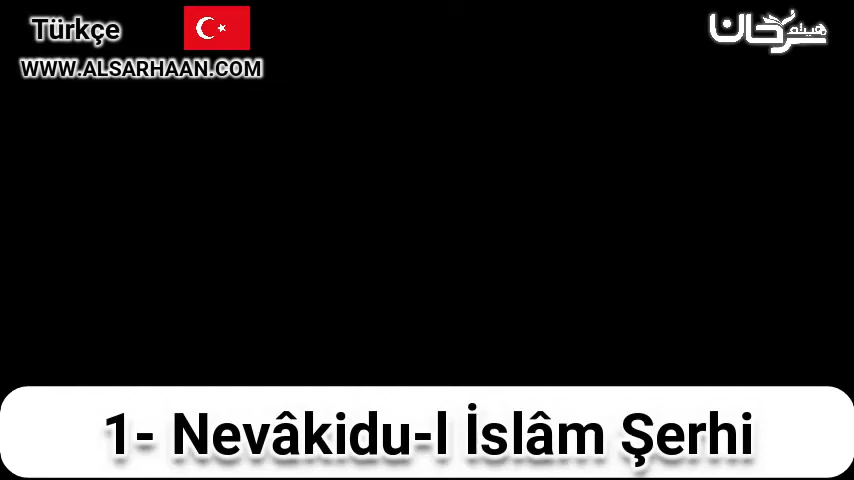 Türkçe
هيثم سرحان
WWW.ALSARHAAN.COM
1- Nevâkidu-l İslâm Şerhi